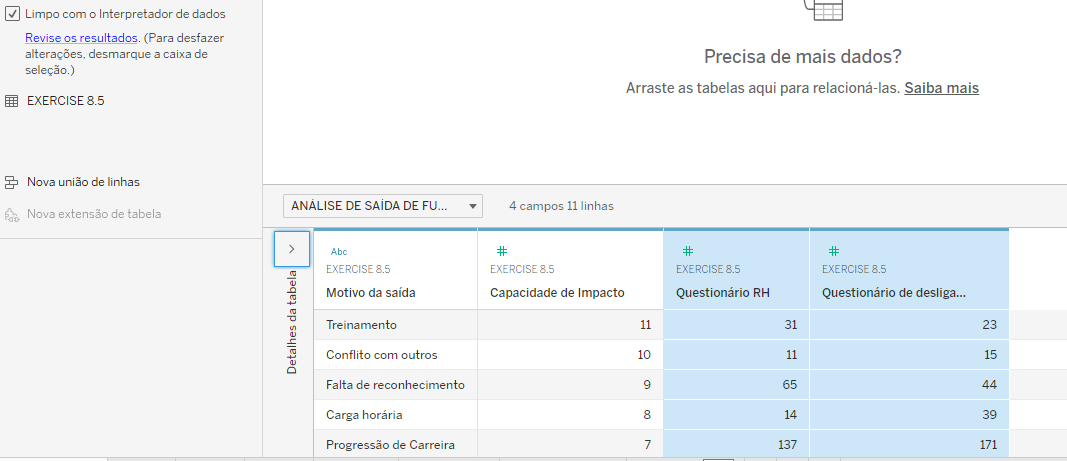 Limpo com o Interpretador de dados
Revise os resultados. (Para desfazer
alterações, desmarque a caixa de
seleção.)
EXERCISE 8.5
Nova união de linhas
Nova extensão de tabela
Precisa de mais dados?
Arraste as tabelas aqui para relacioná-las. Saiba mais
ANÁLISE DE SAÍDA DE FU...
4 campos 11 linhas
Detalhes da tabela
Abc
EXERCISE 8.5 EXERCISE 8.5 EXERCISE 8.5 EXERCISE 8.5
Motivo da saída Capacidade de Impacto Questionário RH Questionário de desliga...
Treinamento 11 31 23
Conflito com outros 10 11 15
Falta de reconhecimento 9 65 44
Carga horária 8 14 39
Progressão de Carreira 7 137 171